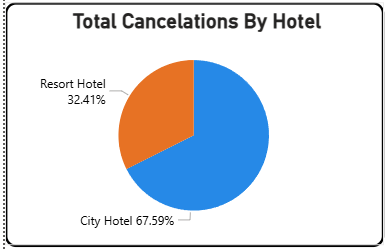 Total Cancelations By Hotel
Resort Hotel
32.41%
City Hotel 67.59%